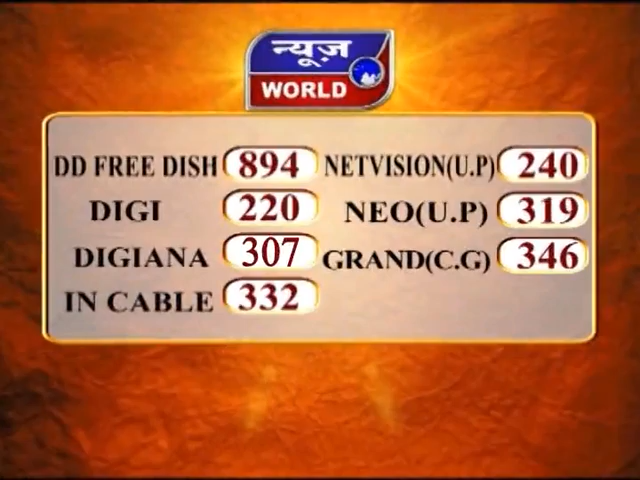 न्यूज़
WORLD
DD FREE DISH 894 NETVISION(U.P) 240
DIGI 220 NEO(U.P) 319
DIGIANA 307 GRAND(C.G) 346
IN CABLE 332